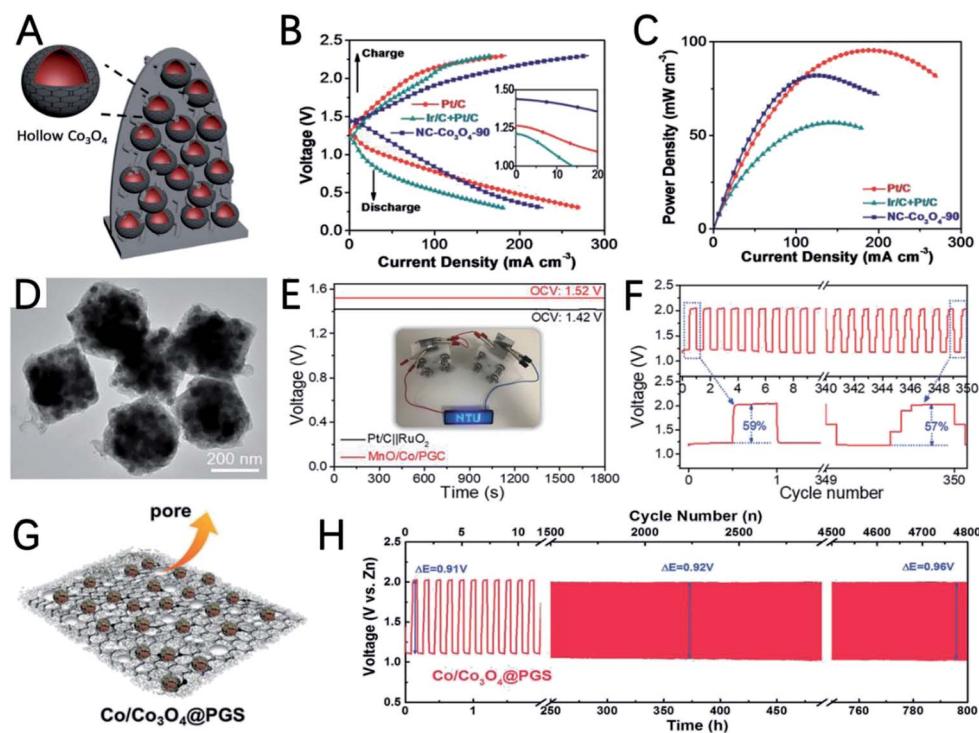 A
Hollow Co₃O₄
B
Voltage (V)
2.5
2.0
1.5
1.0
0.5
0.0
Charge
Pt/C
Ir/C+Pt/C
NC-Co₃O₄-90
Discharge
1.50
1.25
1.00
0 10 20
0 100 200 300
Current Density (mA cm⁻³)
C
Power Density (mW cm⁻³)
100
75
50
25
0
Pt/C
Ir/C+Pt/C
NC-Co₃O₄-90
0 100 200 300
Current Density (mA cm⁻³)
D
200 nm
E
Voltage (V)
1.6
1.2
0.8
0.4
0.0
OCV: 1.52 V
OCV: 1.42 V
NTU
Pt/C||RuO₂
MnO/Co/PGC
0 300 600 900 1200 1500 1800
Time (s)
F
Voltage (V)
2.5
2.0
1.5
1.0
0 2 4 6 8 10 340 342 344 346 348 350
2.0
1.5
1.0
59%
57%
0 1 349 350
Cycle number
G
pore
Co/Co₃O₄@PGS
H
Cycle Number (n)
0 5 10 1500 2000 2500 4500 4600 4700 4800
Voltage (V vs. Zn)
2.5
2.0
1.5
1.0
0.5
ΔE=0.91V
ΔE=0.92V
ΔE=0.96V
Co/Co₃O₄@PGS
0 1 250 300 350 400 450 760 780 800
Time (h)